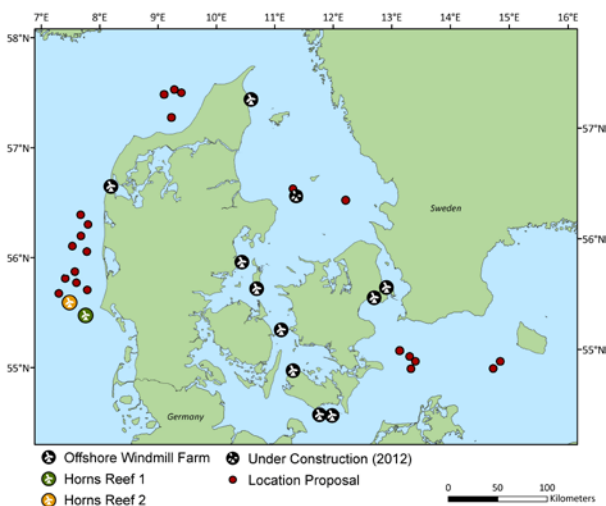 7°E 8°E 9°E 10°E 11°E 12°E 13°E 14°E 15°E 16°E
58°N
57°N 57°N
Sweden
56°N 56°N
55°N 55°N
Germany
Offshore Windmill Farm Under Construction (2012)
Horns Reef 1 Location Proposal
Horns Reef 2
0 50 100
Kilometers